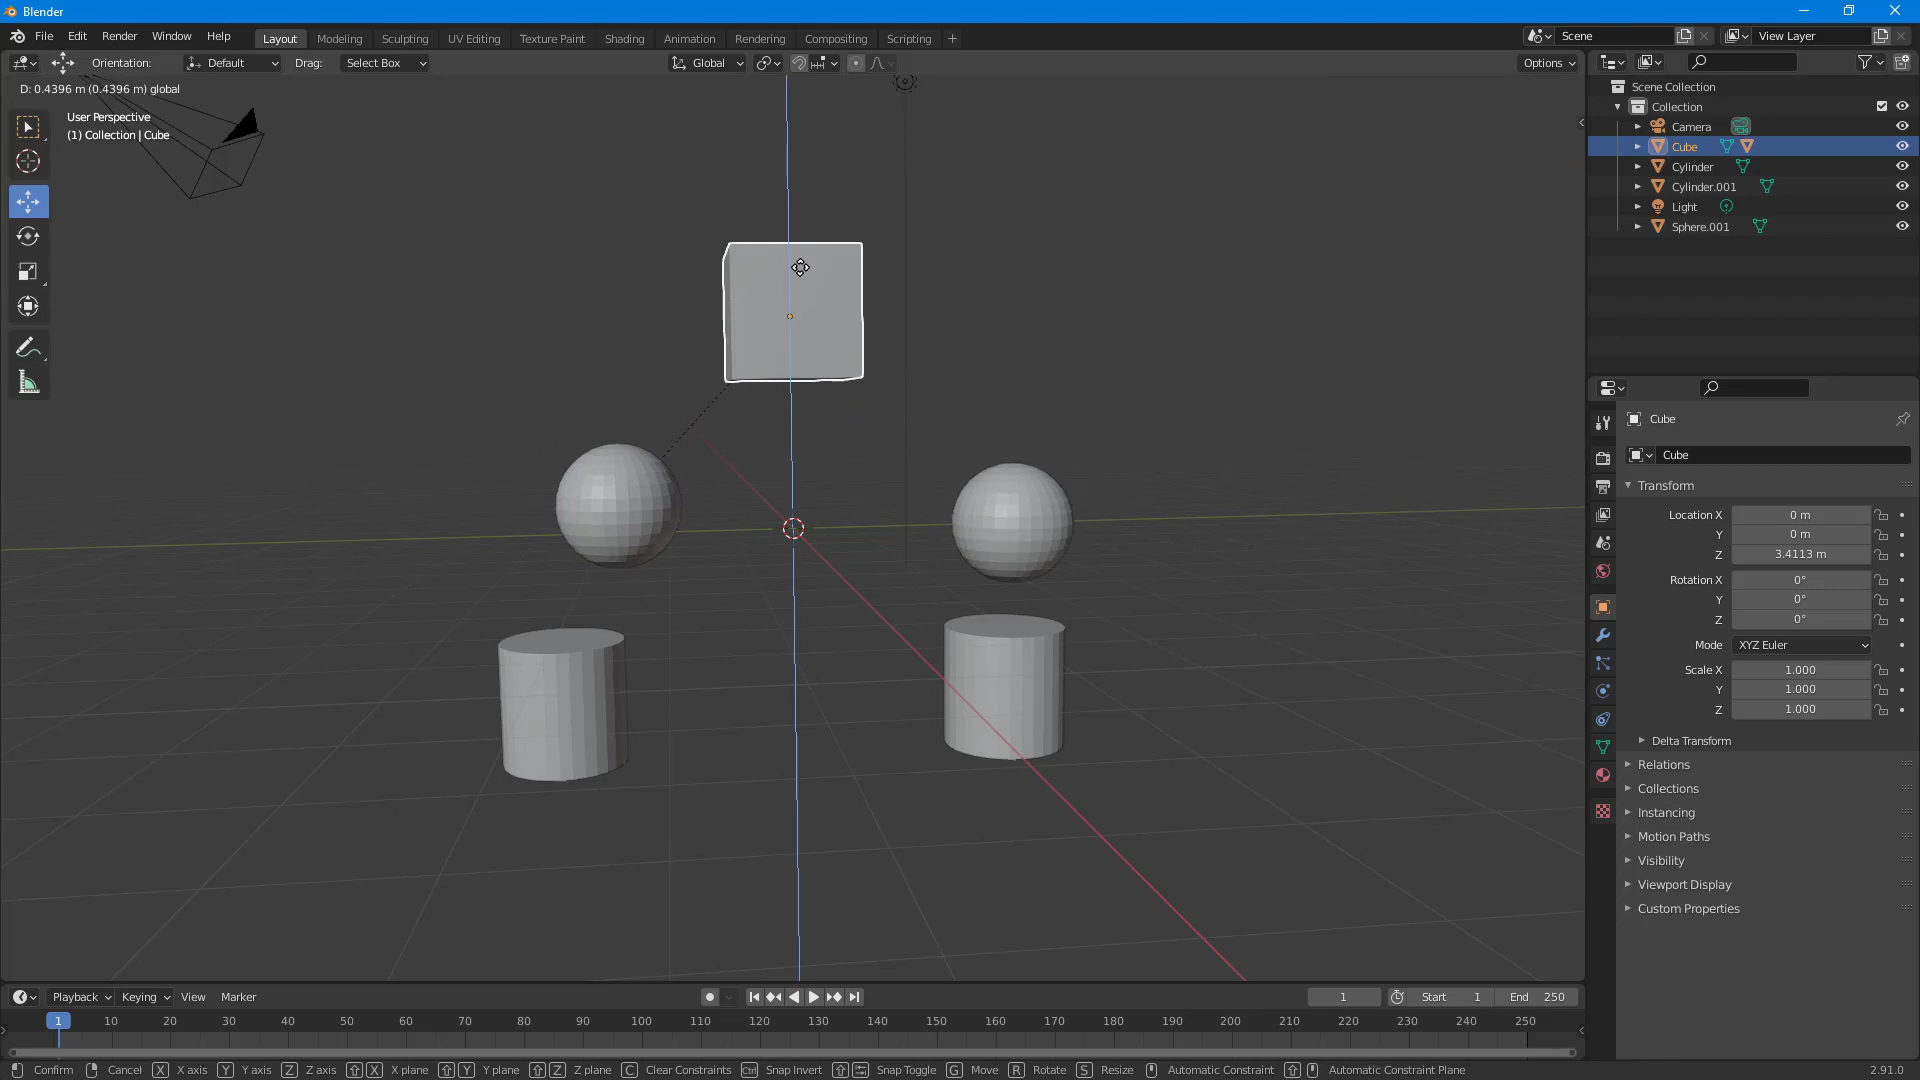 Blender
File Edit Render Window Help
Layout Modeling Sculpting UV Editing Texture Paint Shading Animation Rendering Compositing Scripting +
Scene
View Layer
Orientation: Default Drag: Select Box
Global
Options
D: 0.4396 m (0.4396 m) global
User Perspective
(1) Collection | Cube
Scene Collection
Collection
Camera
Cube
Cylinder
Cylinder.001
Light
Sphere.001
Cube
Cube
Transform
Location X 0 m
Y 0 m
Z 3.4113 m
Rotation X 0°
Y 0°
Z 0°
Mode XYZ Euler
Scale X 1.000
Y 1.000
Z 1.000
Delta Transform
Relations
Collections
Instancing
Motion Paths
Visibility
Viewport Display
Custom Properties
Playback Keying View Marker
1 Start 1 End 250
1 10 20 30 40 50 60 70 80 90 100 110 120 130 140 150 160 170 180 190 200 210 220 230 240 250
Confirm Cancel X X axis Y Y axis Z Z axis X X plane Y Y plane Z Z plane C Clear Constraints Ctrl Snap Invert Snap Toggle G Move R Rotate S Resize Automatic Constraint Automatic Constraint Plane 2.91.0